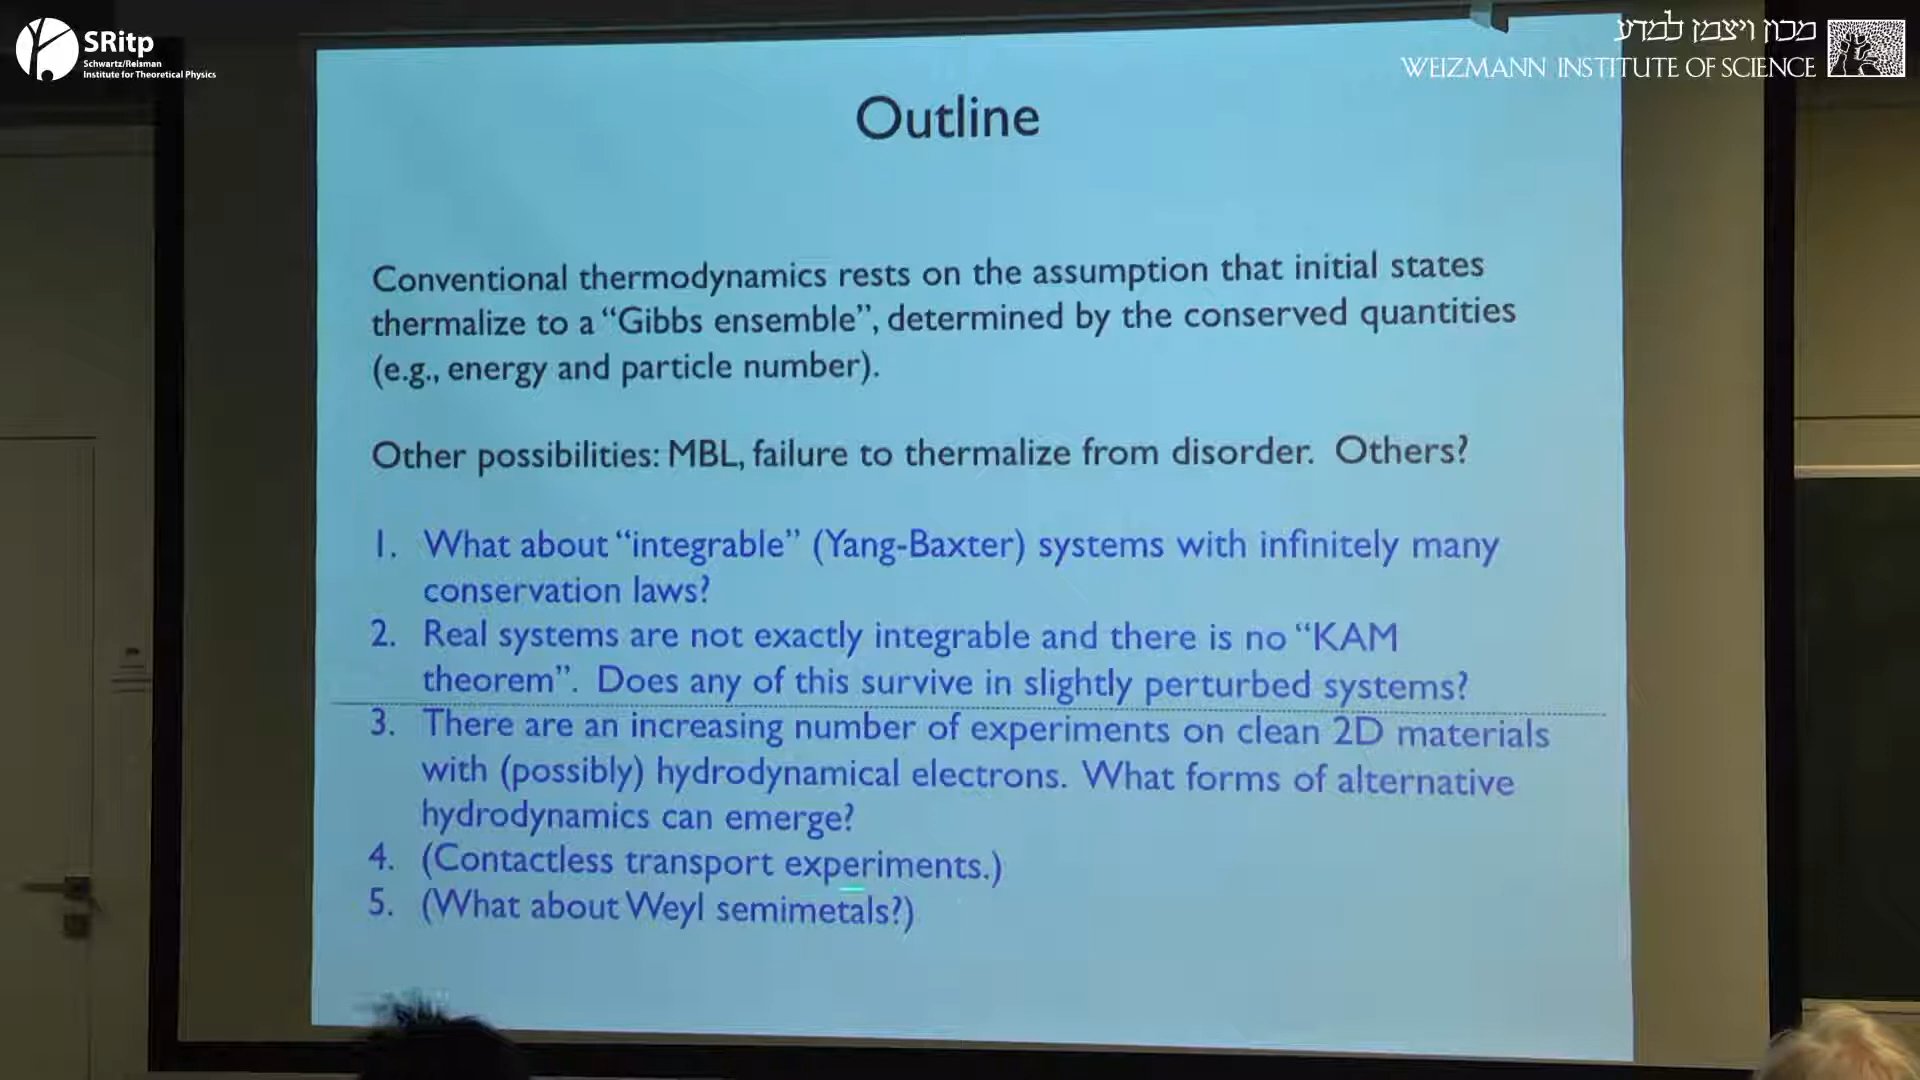 SRitp
Schwartz/Reisman
Institute for Theoretical Physics
מכון ויצמן למדע
WEIZMANN INSTITUTE OF SCIENCE
Outline
Conventional thermodynamics rests on the assumption that initial states
thermalize to a “Gibbs ensemble”, determined by the conserved quantities
(e.g., energy and particle number).
Other possibilities: MBL, failure to thermalize from disorder. Others?
1. What about “integrable” (Yang-Baxter) systems with infinitely many
conservation laws?
2. Real systems are not exactly integrable and there is no “KAM
theorem”. Does any of this survive in slightly perturbed systems?
3. There are an increasing number of experiments on clean 2D materials
with (possibly) hydrodynamical electrons. What forms of alternative
hydrodynamics can emerge?
4. (Contactless transport experiments.)
5. (What about Weyl semimetals?)